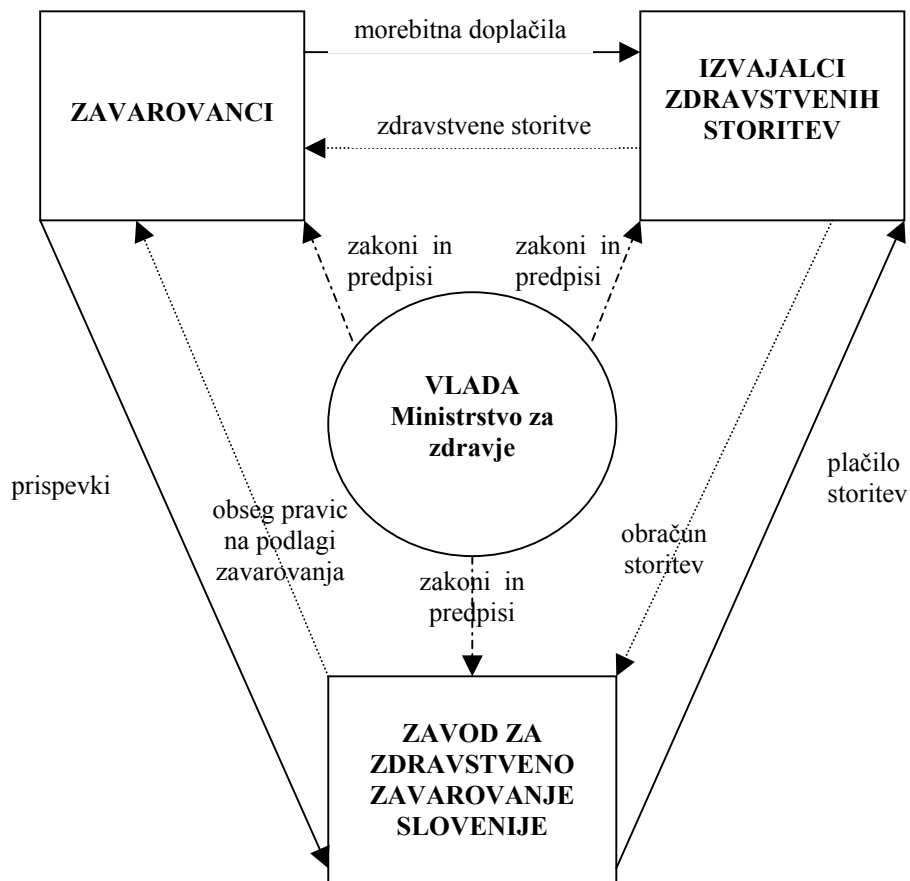 morebitna doplačila
ZAVAROVANCI
IZVAJALCI
ZDRAVSTVENIH
STORITEV
zdravstvene storitve
zakoni in
predpisi
zakoni in
predpisi
VLADA
Ministrstvo za
zdravje
prispevki
obseg pravic
na podlagi
zavarovanja
obračun
storitev
plačilo
storitev
zakoni in
predpisi
ZAVOD ZA
ZDRAVSTVENO
ZAVAROVANJE
SLOVENIJE